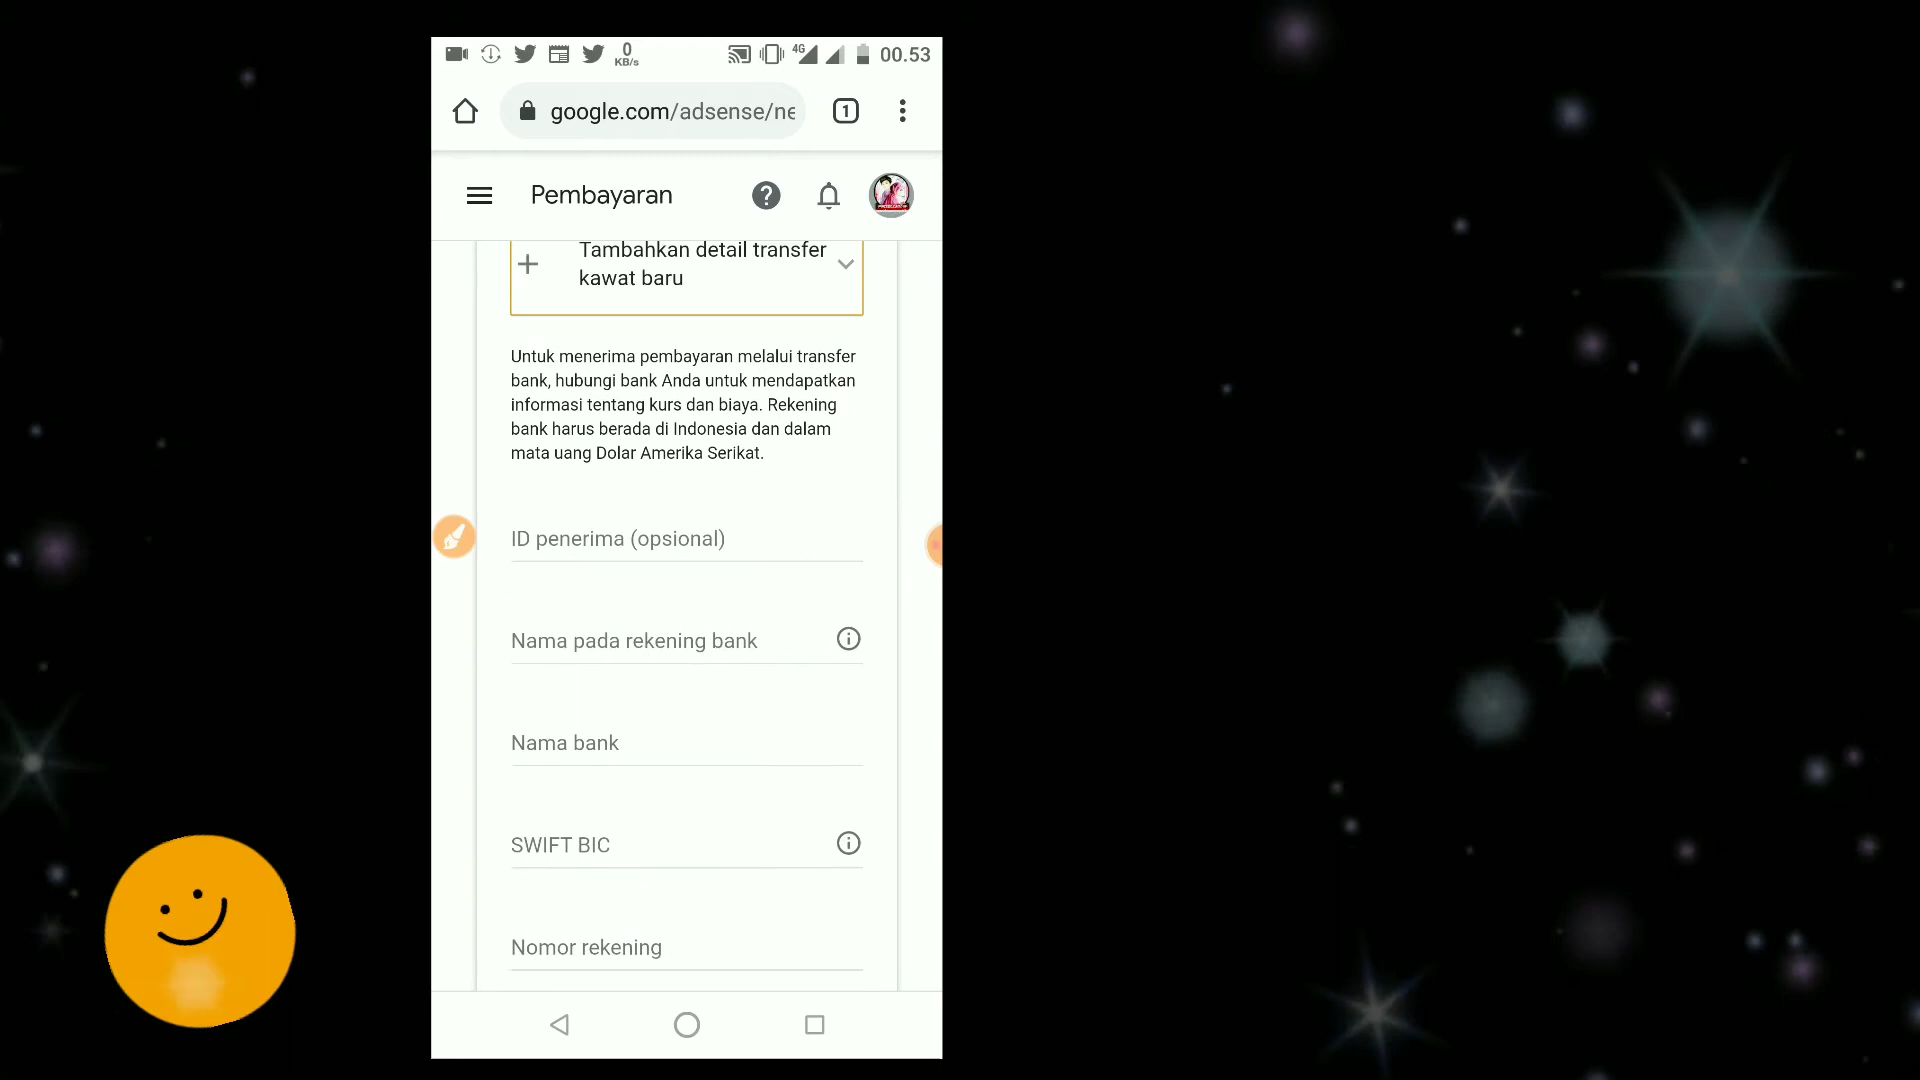 0
KB/s
4G
00.53
google.com/adsense/ne
1
Pembayaran
Tambahkan detail transfer
kawat baru
Untuk menerima pembayaran melalui transfer
bank, hubungi bank Anda untuk mendapatkan
informasi tentang kurs dan biaya. Rekening
bank harus berada di Indonesia dan dalam
mata uang Dolar Amerika Serikat.
ID penerima (opsional)
Nama pada rekening bank
Nama bank
SWIFT BIC
Nomor rekening